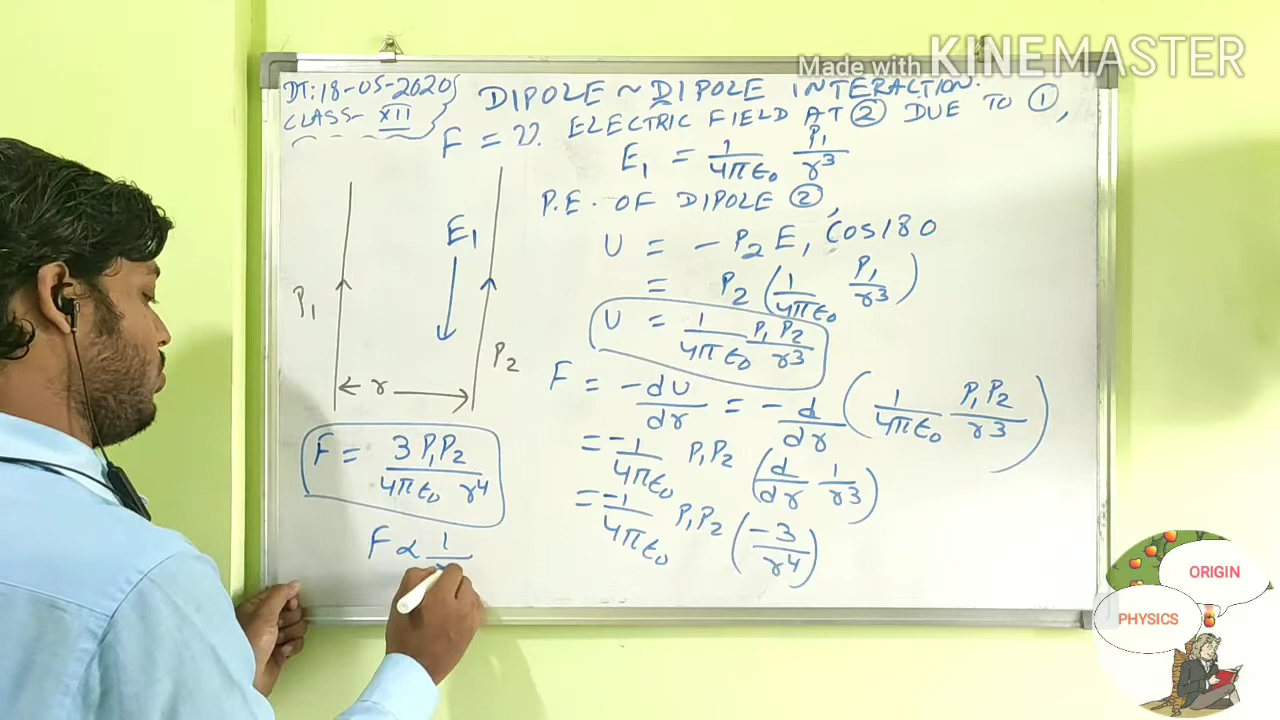 Made with KINEMASTER
DT:18-05-2020
CLASS- XII
DIPOLE ~ DIPOLE INTERACTION.
ELECTRIC FIELD AT ② DUE TO ①,
F = ?
E₁ = 1/4πε₀ P₁/r³
P.E. OF DIPOLE ②,
U = - P₂ E₁ Cos180
= P₂ (1/4πε₀ P₁/r³)
U = 1/4πε₀ P₁P₂/r³
F = -dU/dr = - d/dr (1/4πε₀ P₁P₂/r³)
= -1/4πε₀ P₁P₂ (d/dr 1/r³)
= -1/4πε₀ P₁P₂ (-3/r⁴)
E₁
P₁
P₂
r
F = 3P₁P₂/4πε₀ r⁴
F ∝ 1/
ORIGIN
PHYSICS